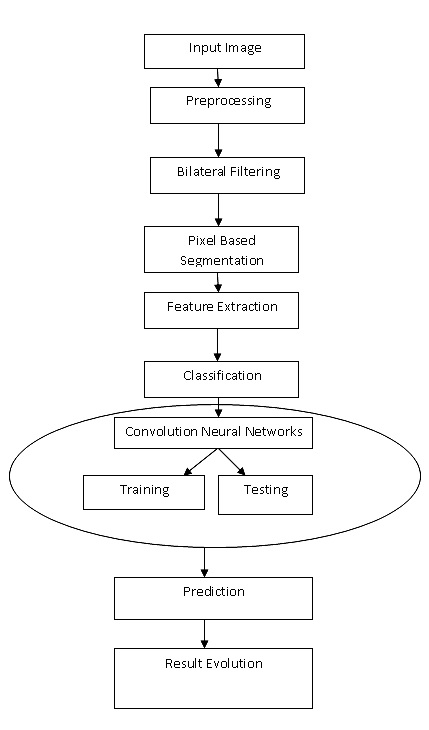 Input Image
Preprocessing
Bilateral Filtering
Pixel Based
Segmentation
Feature Extraction
Classification
Convolution Neural Networks
Training
Testing
Prediction
Result Evolution